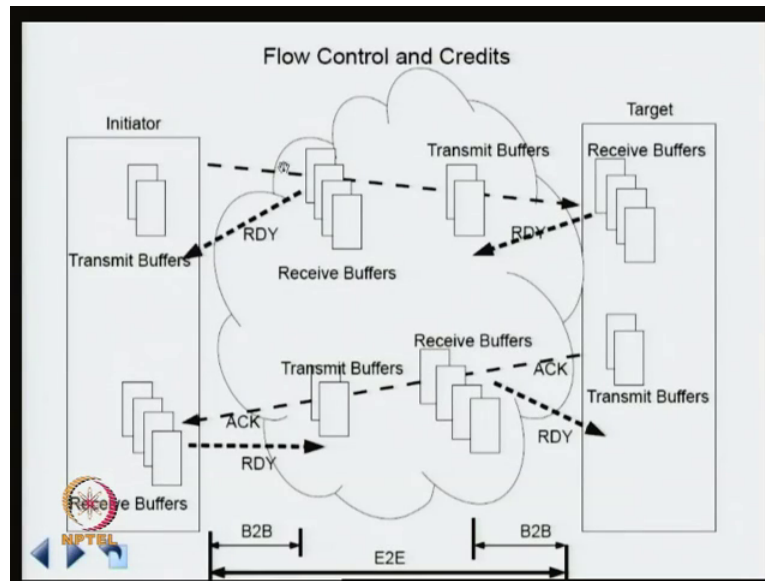 Flow Control and Credits
Initiator
Target
Transmit Buffers
Receive Buffers
RDY
RDY
Transmit Buffers
Receive Buffers
Receive Buffers
Transmit Buffers
ACK
Transmit Buffers
ACK
RDY
RDY
Receive Buffers
NPTEL
B2B
B2B
E2E